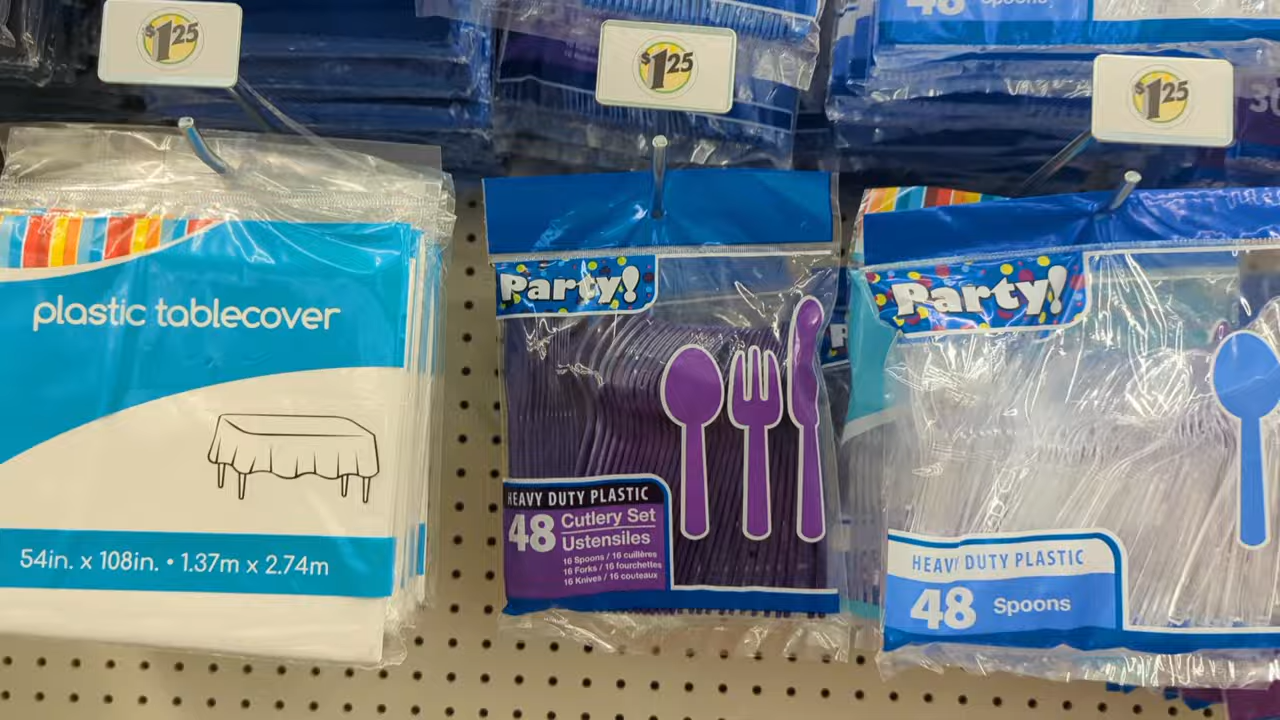 48 Spoons
$1.25
$1.25
$1.25
plastic tablecover
54in. x 108in. • 1.37m x 2.74m
Party!
HEAVY DUTY PLASTIC
48 Cutlery Set
Ustensiles
16 Spoons / 16 cuillères
16 Forks / 16 fourchettes
16 Knives / 16 couteaux
Party!
HEAVY DUTY PLASTIC
48 Spoons